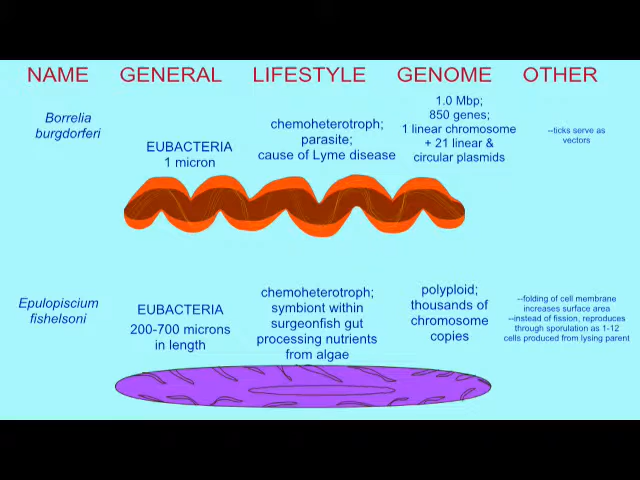 NAME GENERAL LIFESTYLE GENOME OTHER
Borrelia
burgdorferi
EUBACTERIA
1 micron
chemoheterotroph;
parasite;
cause of Lyme disease
1.0 Mbp;
850 genes;
1 linear chromosome
+ 21 linear &
circular plasmids
--ticks serve as
vectors
Epulopiscium
fishelsoni
EUBACTERIA
200-700 microns
in length
chemoheterotroph;
symbiont within
surgeonfish gut
processing nutrients
from algae
polyploid;
thousands of
chromosome
copies
--folding of cell membrane
increases surface area
--instead of fission, reproduces
through sporulation as 1-12
cells produced from lysing parent